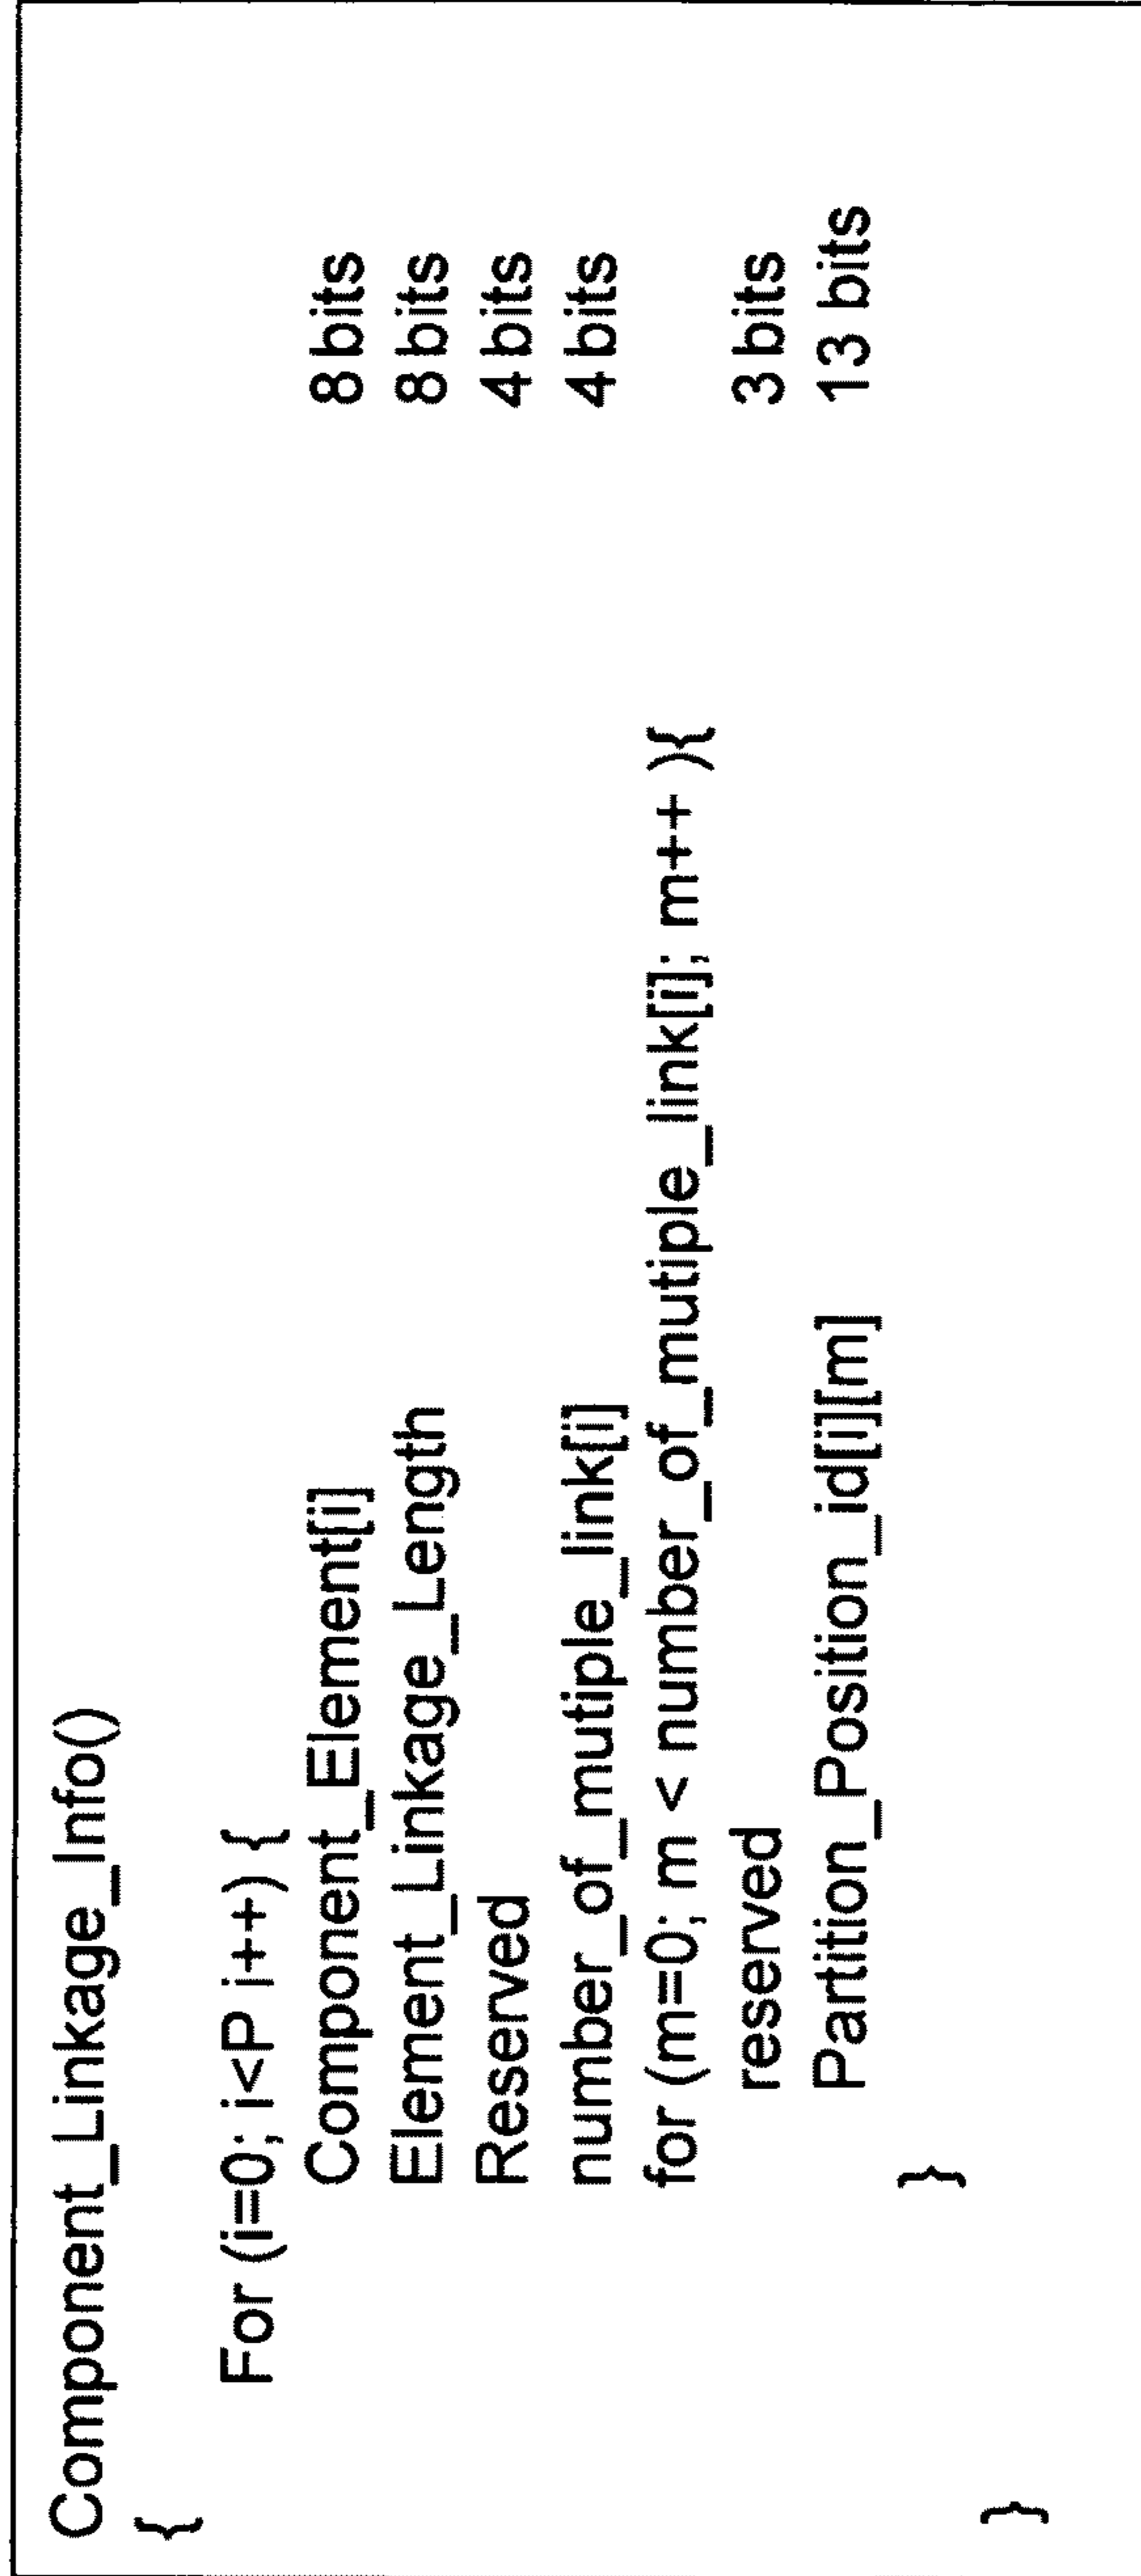 Component_Linkage_Info()
{
For (i=0; i<P i++) {
Component_Element[i] 8 bits
Element_Linkage_Length 8 bits
Reserved 4 bits
number_of_mutiple_link[i] 4 bits
for (m=0; m < number_of_mutiple_link[i]; m++ ){
reserved 3 bits
Partition_Position_id[i][m] 13 bits
}
}